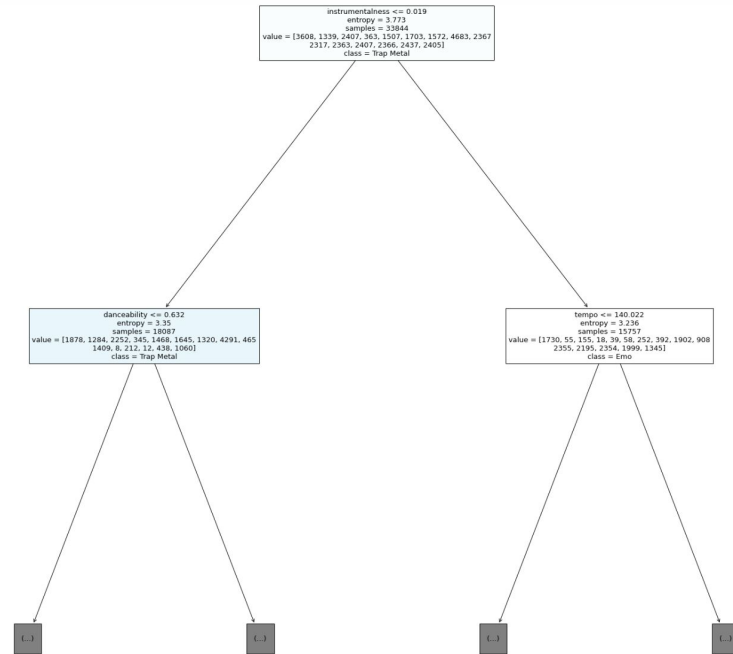 instrumentalness <= 0.019
entropy = 3.773
samples = 33844
value = [3608, 1339, 2407, 363, 1507, 1703, 1572, 4683, 2367
2317, 2363, 2407, 2366, 2437, 2405]
class = Trap Metal
danceability <= 0.632
entropy = 3.35
samples = 18087
value = [1878, 1284, 2252, 345, 1468, 1645, 1320, 4291, 465
1409, 8, 212, 12, 438, 1060]
class = Trap Metal
tempo <= 140.022
entropy = 3.236
samples = 15757
value = [1730, 55, 155, 18, 39, 58, 252, 392, 1902, 908
2355, 2195, 2354, 1999, 1345]
class = Emo
(...)
(...)
(...)
(...)